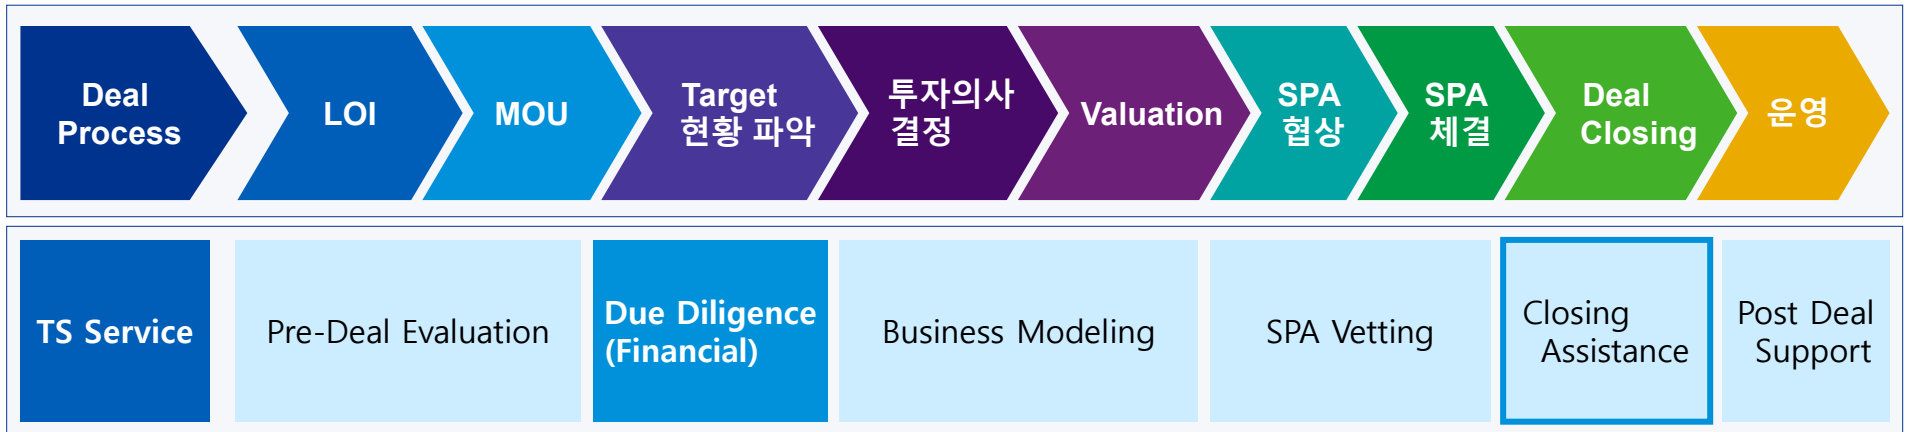 Deal
Process
LOI
MOU
Target
현황 파악
투자의사
결정
Valuation
SPA
협상
SPA
체결
Deal
Closing
운영
TS Service
Pre-Deal Evaluation
Due Diligence
(Financial)
Business Modeling
SPA Vetting
Closing
Assistance
Post Deal
Support